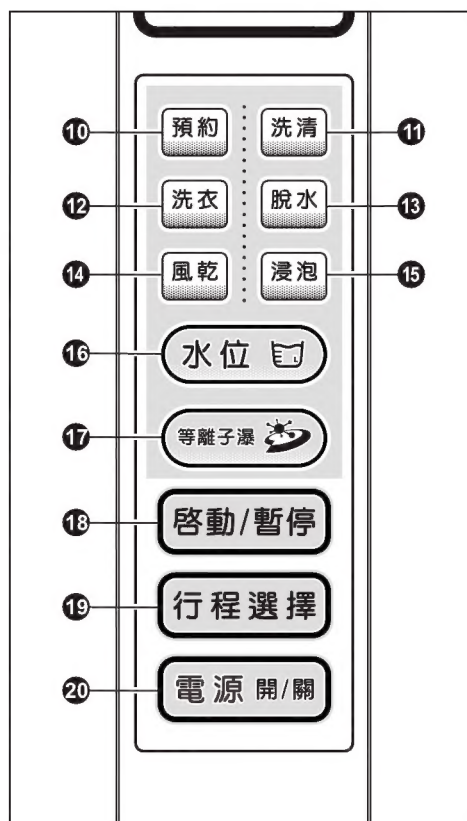 10 預約 洗清 11
12 洗衣 脫水 13
14 風乾 浸泡 15
16 水位
17 等離子瀑
18 啓動/暫停
19 行程選擇
20 電源 開/關